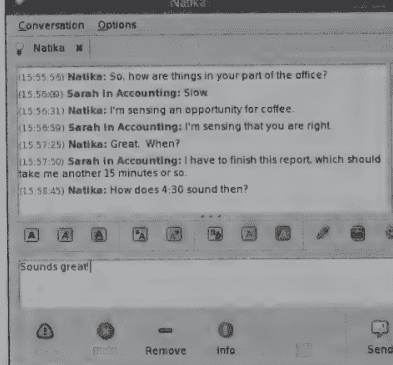 Natika
Conversation Options
Natika
(15:55:56) Natika: So, how are things in your part of the office?
(15:56:09) Sarah in Accounting: Slow.
(15:56:31) Natika: I'm sensing an opportunity for coffee.
(15:56:59) Sarah in Accounting: I'm sensing that you are right.
(15:57:25) Natika: Great. When?
(15:57:50) Sarah in Accounting: I have to finish this report, which should
take me another 15 minutes or so.
(15:58:45) Natika: How does 4:30 sound then?
Sounds great!
Remove Info Send